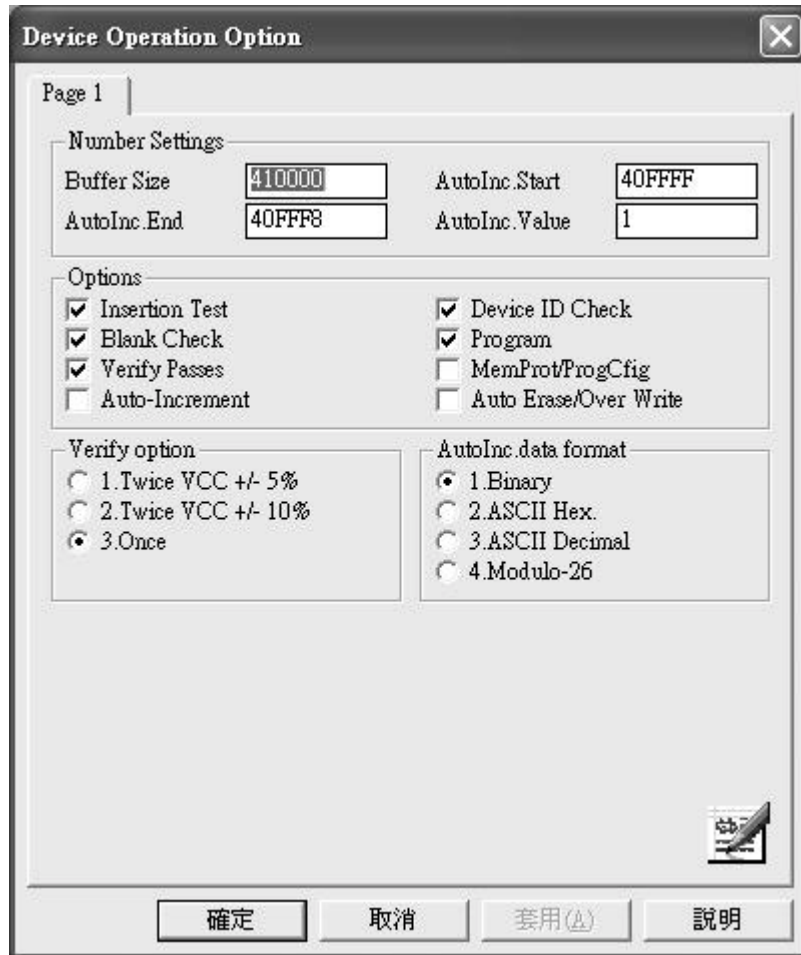 Device Operation Option
Page 1
Number Settings
Buffer Size 410000 AutoInc.Start 40FFFF
AutoInc.End 40FFF8 AutoInc.Value 1
Options
Insertion Test Device ID Check
Blank Check Program
Verify Passes MemProt/ProgCfig
Auto-Increment Auto Erase/Over Write
Verify option AutoInc.data format
1.Twice VCC +/- 5% 1.Binary
2.Twice VCC +/- 10% 2.ASCII Hex.
3.Once 3.ASCII Decimal
4.Modulo-26
確定 取消 套用(A) 說明